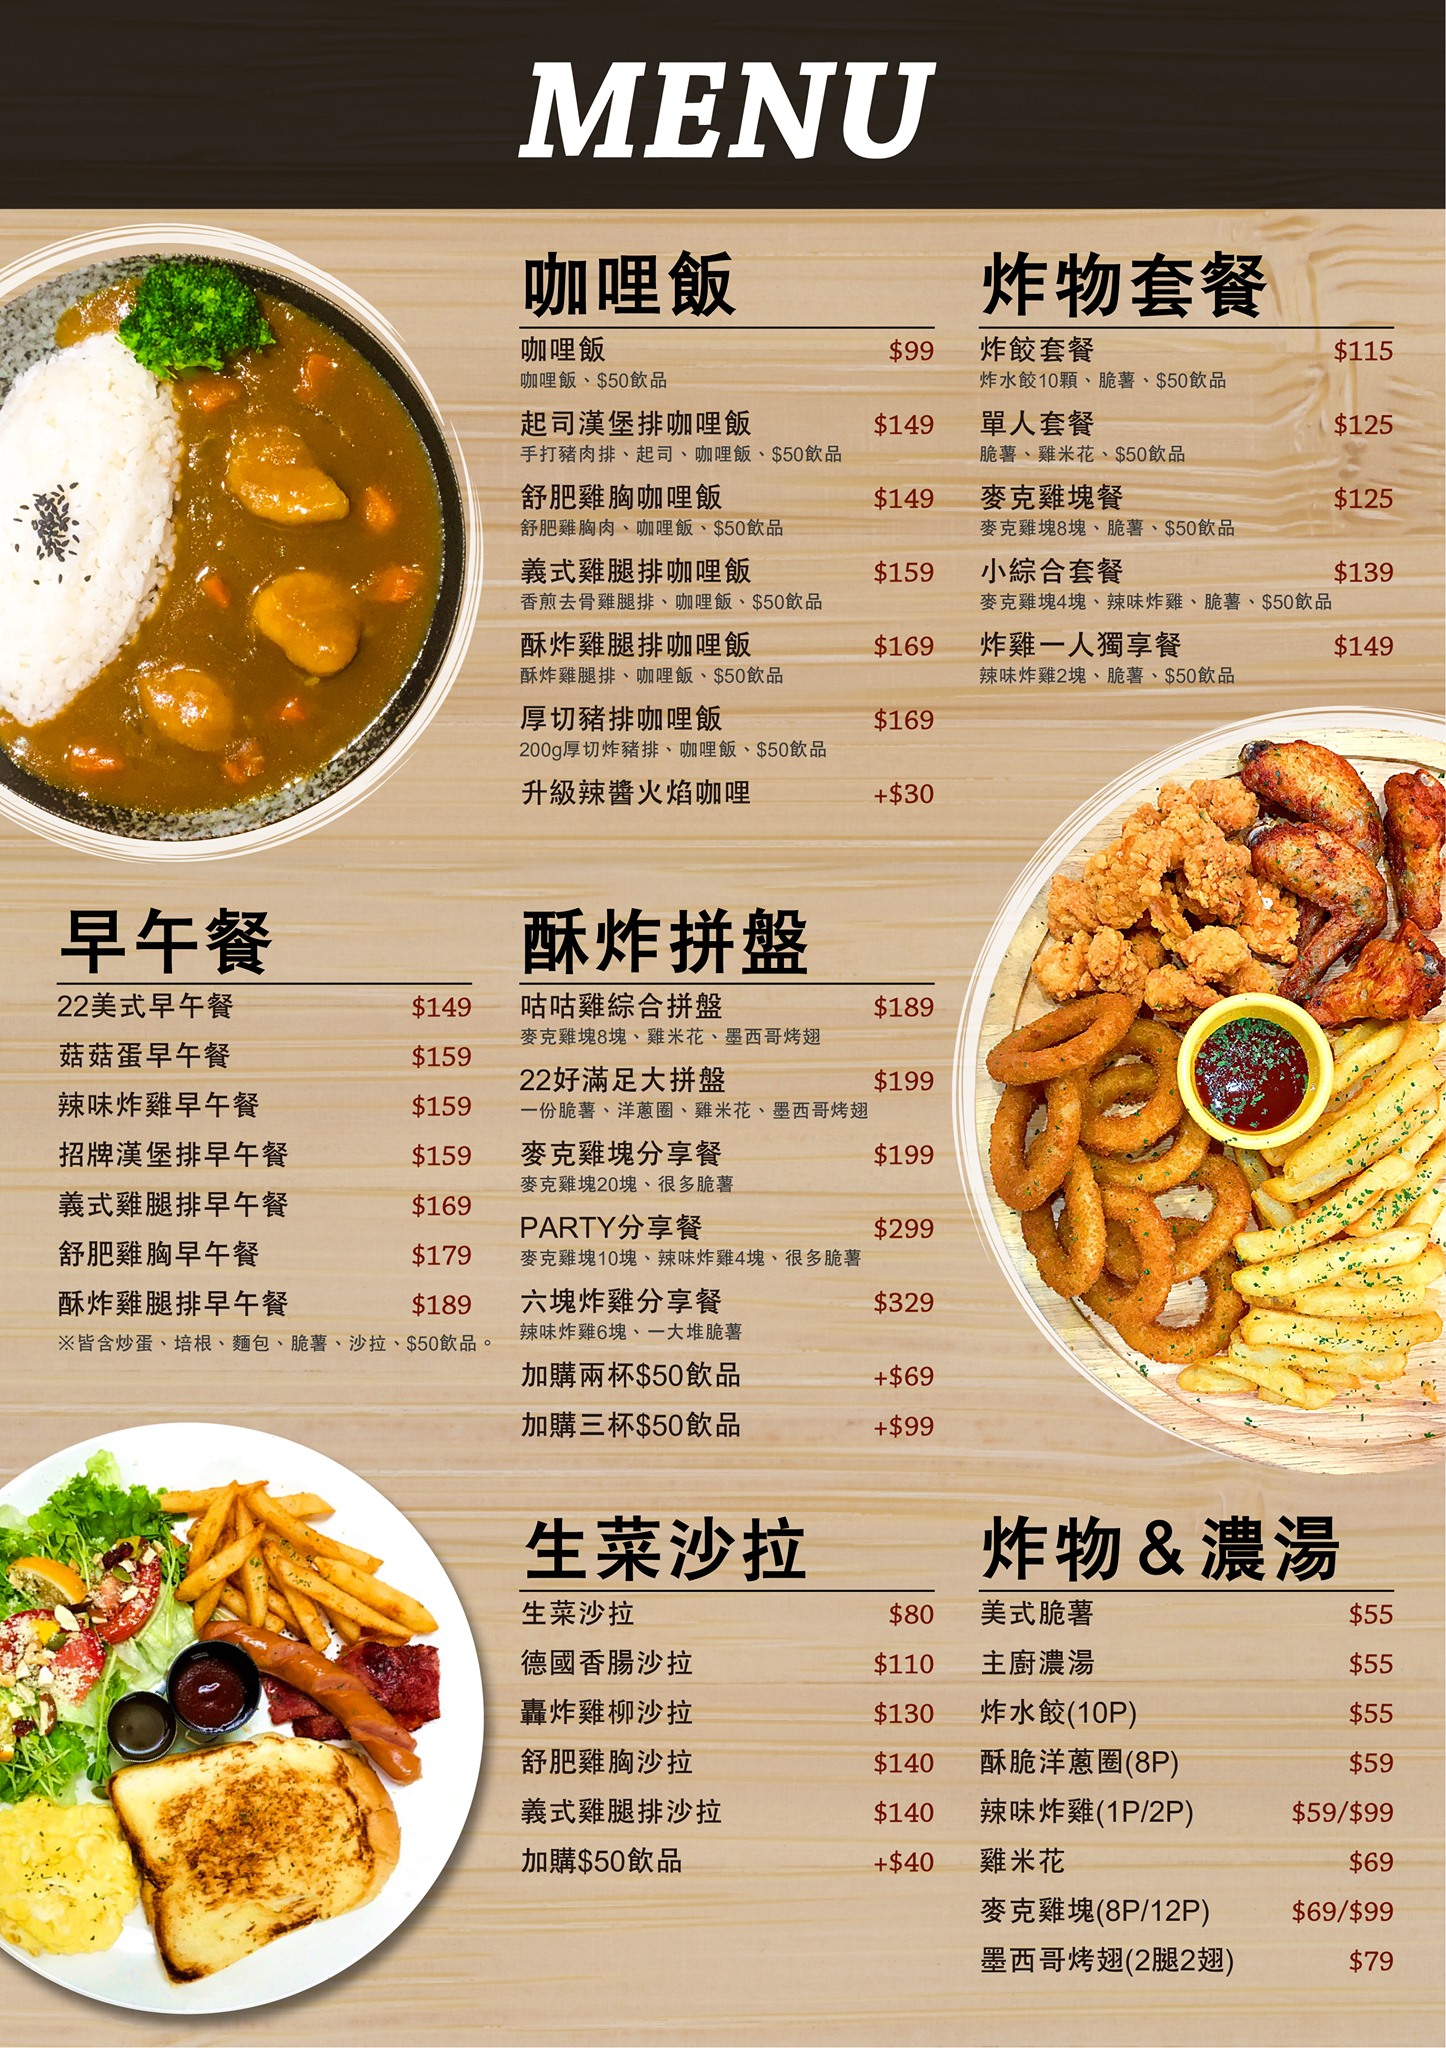 MENU
咖哩飯
咖哩飯 $99
咖哩飯、$50飲品
起司漢堡排咖哩飯 $149
手打豬肉排、起司、咖哩飯、$50飲品
舒肥雞胸咖哩飯 $149
舒肥雞胸肉、咖哩飯、$50飲品
義式雞腿排咖哩飯 $159
香煎去骨雞腿排、咖哩飯、$50飲品
酥炸雞腿排咖哩飯 $169
酥炸雞腿排、咖哩飯、$50飲品
厚切豬排咖哩飯 $169
200g厚切炸豬排、咖哩飯、$50飲品
升級辣醬火焰咖哩 +$30
炸物套餐
炸餃套餐 $115
炸水餃10顆、脆薯、$50飲品
單人套餐 $125
脆薯、雞米花、$50飲品
麥克雞塊餐 $125
麥克雞塊8塊、脆薯、$50飲品
小綜合套餐 $139
麥克雞塊4塊、辣味炸雞、脆薯、$50飲品
炸雞一人獨享餐 $149
辣味炸雞2塊、脆薯、$50飲品
早午餐
22美式早午餐 $149
菇菇蛋早午餐 $159
辣味炸雞早午餐 $159
招牌漢堡排早午餐 $159
義式雞腿排早午餐 $169
舒肥雞胸早午餐 $179
酥炸雞腿排早午餐 $189
※皆含炒蛋、培根、麵包、脆薯、沙拉、$50飲品。
酥炸拼盤
咕咕雞綜合拼盤 $189
麥克雞塊8塊、雞米花、墨西哥烤翅
22好滿足大拼盤 $199
一份脆薯、洋蔥圈、雞米花、墨西哥烤翅
麥克雞塊分享餐 $199
麥克雞塊20塊、很多脆薯
PARTY分享餐 $299
麥克雞塊10塊、辣味炸雞4塊、很多脆薯
六塊炸雞分享餐 $329
辣味炸雞6塊、一大堆脆薯
加購兩杯$50飲品 +$69
加購三杯$50飲品 +$99
生菜沙拉
生菜沙拉 $80
德國香腸沙拉 $110
轟炸雞柳沙拉 $130
舒肥雞胸沙拉 $140
義式雞腿排沙拉 $140
加購$50飲品 +$40
炸物＆濃湯
美式脆薯 $55
主廚濃湯 $55
炸水餃(10P) $55
酥脆洋蔥圈(8P) $59
辣味炸雞(1P/2P) $59/$99
雞米花 $69
麥克雞塊(8P/12P) $69/$99
墨西哥烤翅(2腿2翅) $79